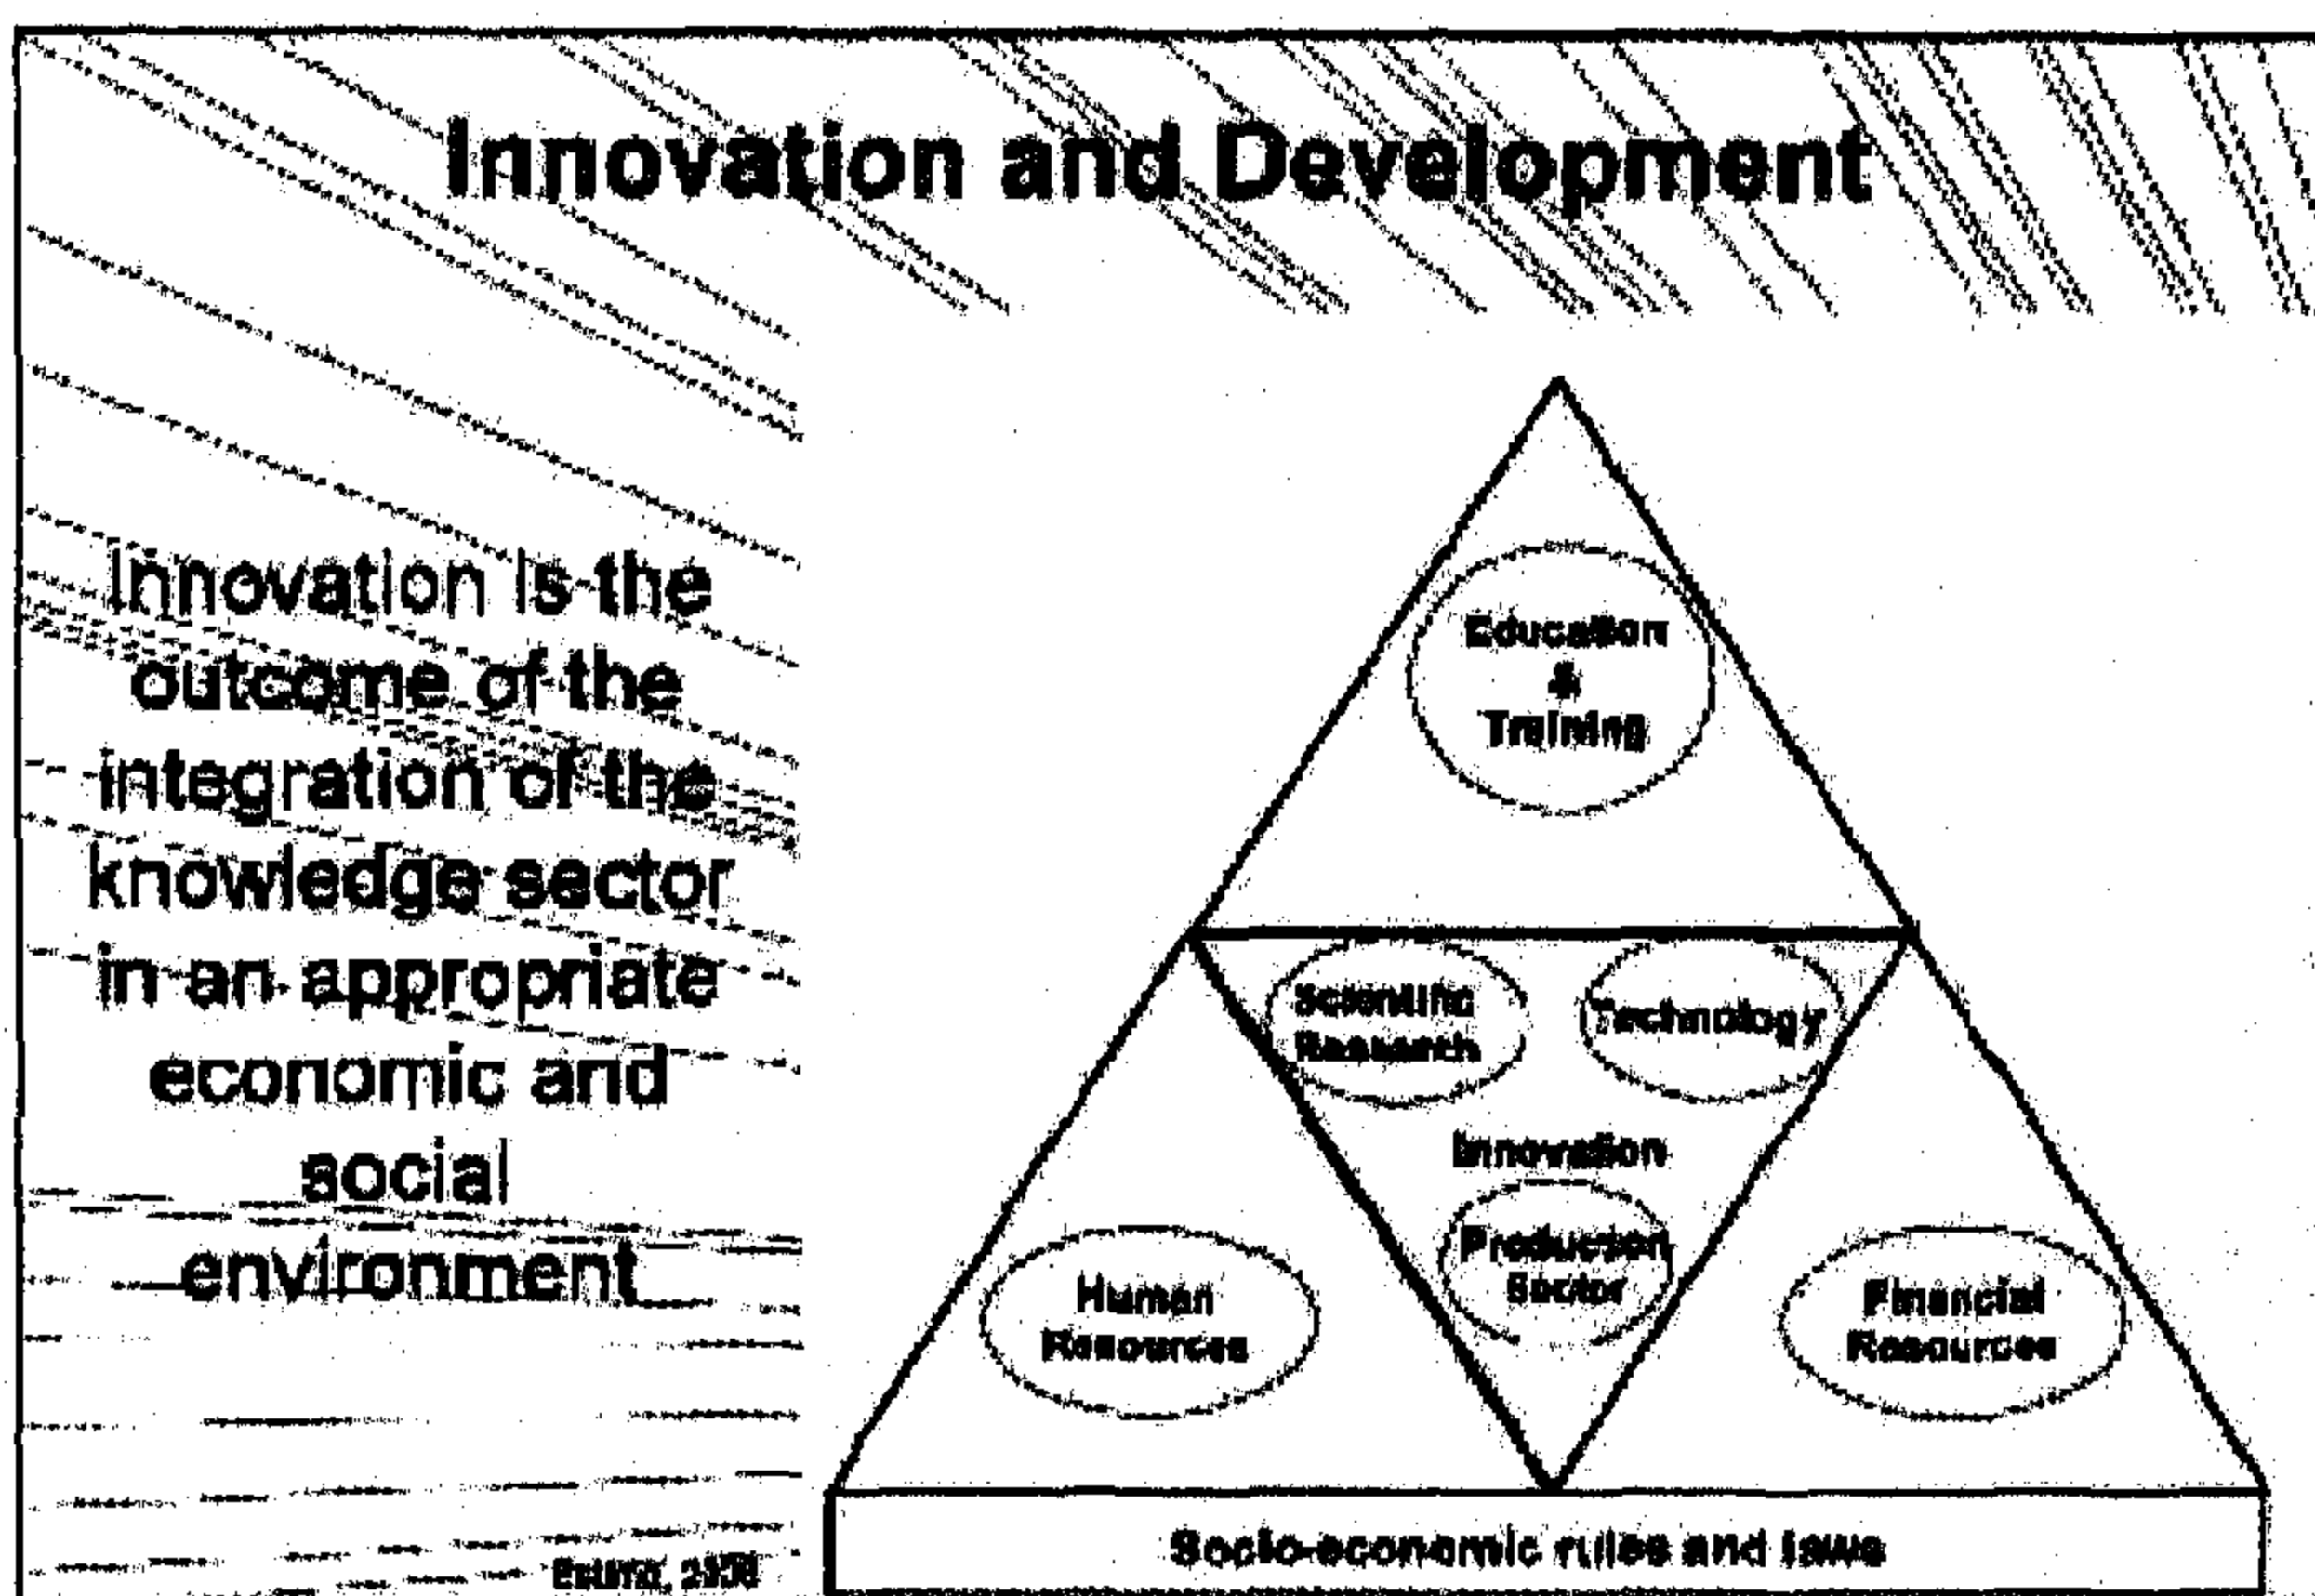 Innovation and Development
Innovation is the
outcome of the
integration of the
knowledge sector
in an appropriate
economic and
social
environment
Education
&
Training
Scientific
Research
Technology
Innovation
Production
Sector
Human
Resources
Financial
Resources
Socio-economic rules and laws